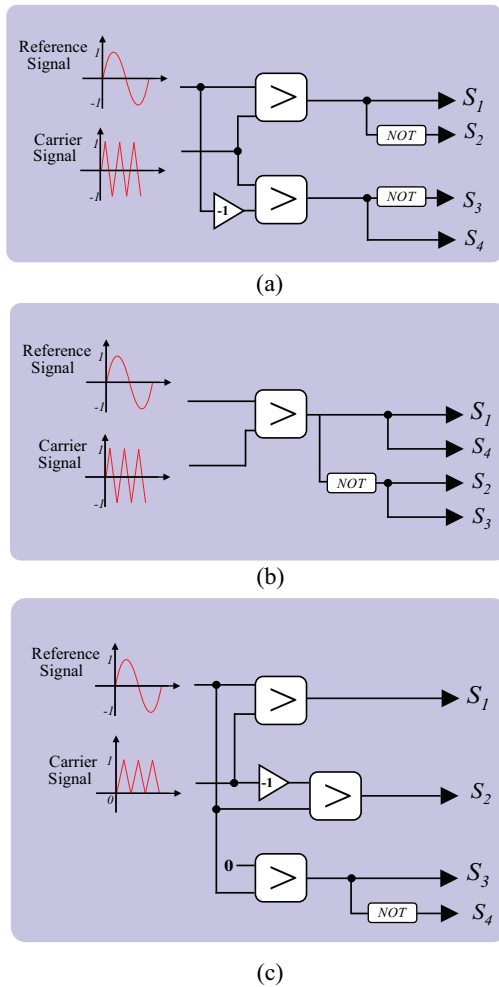 Reference
Signal
1
-1
>
S1
NOT
S2
Carrier
Signal
1
-1
-1
>
NOT
S3
S4
(a)
Reference
Signal
1
-1
>
S1
S4
Carrier
Signal
1
-1
NOT
S2
S3
(b)
Reference
Signal
1
-1
>
S1
Carrier
Signal
1
0
-1
>
S2
0
>
S3
NOT
S4
(c)